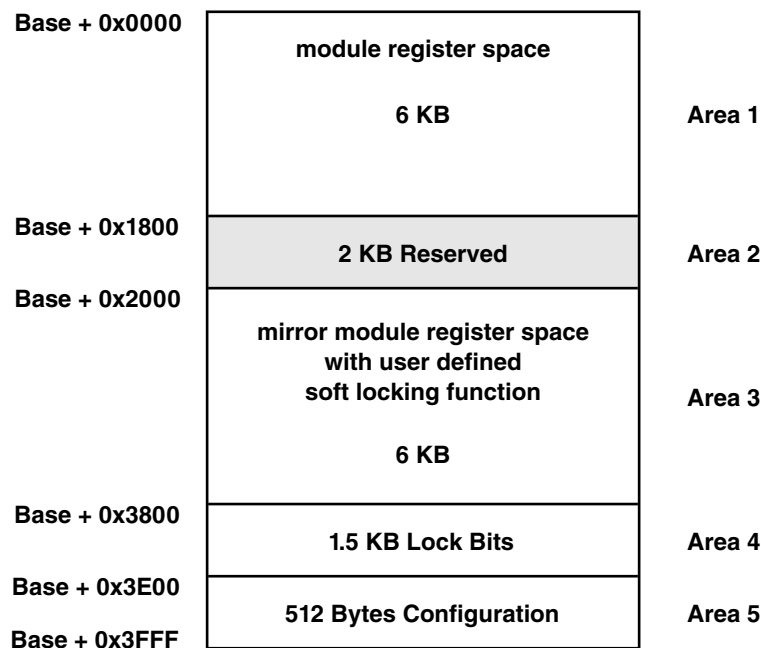 Base + 0x0000
module register space
6 KB
Area 1
Base + 0x1800
2 KB Reserved
Area 2
Base + 0x2000
mirror module register space
with user defined
soft locking function
Area 3
6 KB
Base + 0x3800
1.5 KB Lock Bits
Area 4
Base + 0x3E00
512 Bytes Configuration
Area 5
Base + 0x3FFF